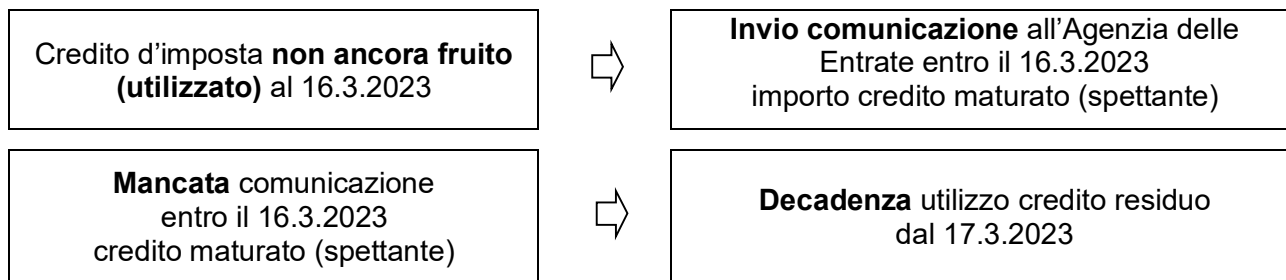 Credito d'imposta non ancora fruito
(utilizzato) al 16.3.2023
Invio comunicazione all'Agenzia delle
Entrate entro il 16.3.2023
importo credito maturato (spettante)
Mancata comunicazione
entro il 16.3.2023
credito maturato (spettante)
Decadenza utilizzo credito residuo
dal 17.3.2023